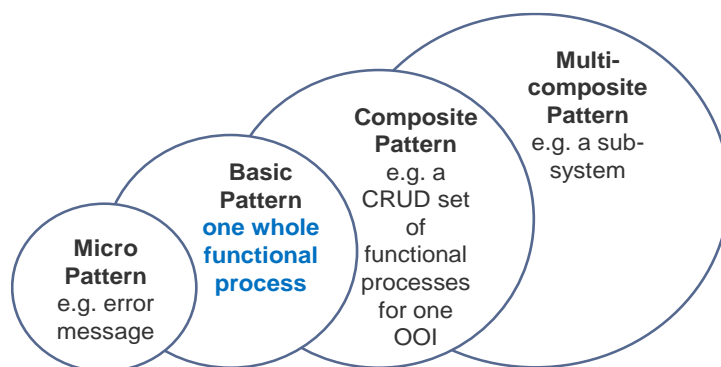 Micro
Pattern
e.g. error
message
Basic
Pattern
one whole
functional
process
Composite
Pattern
e.g. a
CRUD set
of
functional
processes
for one
OOI
Multi-
composite
Pattern
e.g. a sub-
system